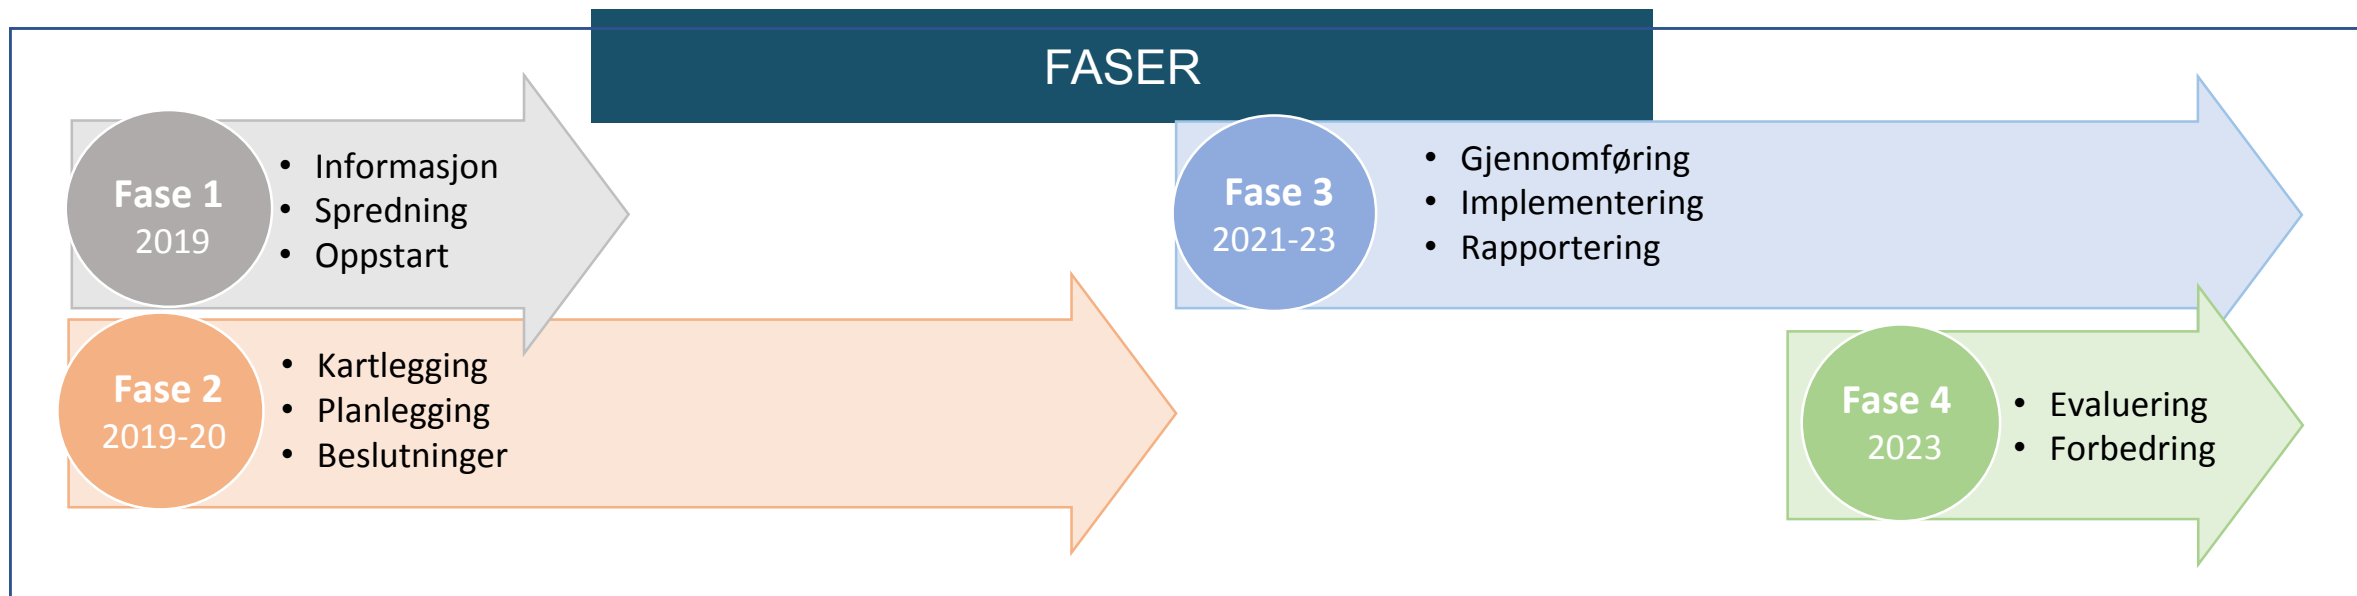 FASER
Fase 1
2019
• Informasjon
• Spredning
• Oppstart
Fase 2
2019-20
• Kartlegging
• Planlegging
• Beslutninger
Fase 3
2021-23
• Gjennomføring
• Implementering
• Rapportering
Fase 4
2023
• Evaluering
• Forbedring